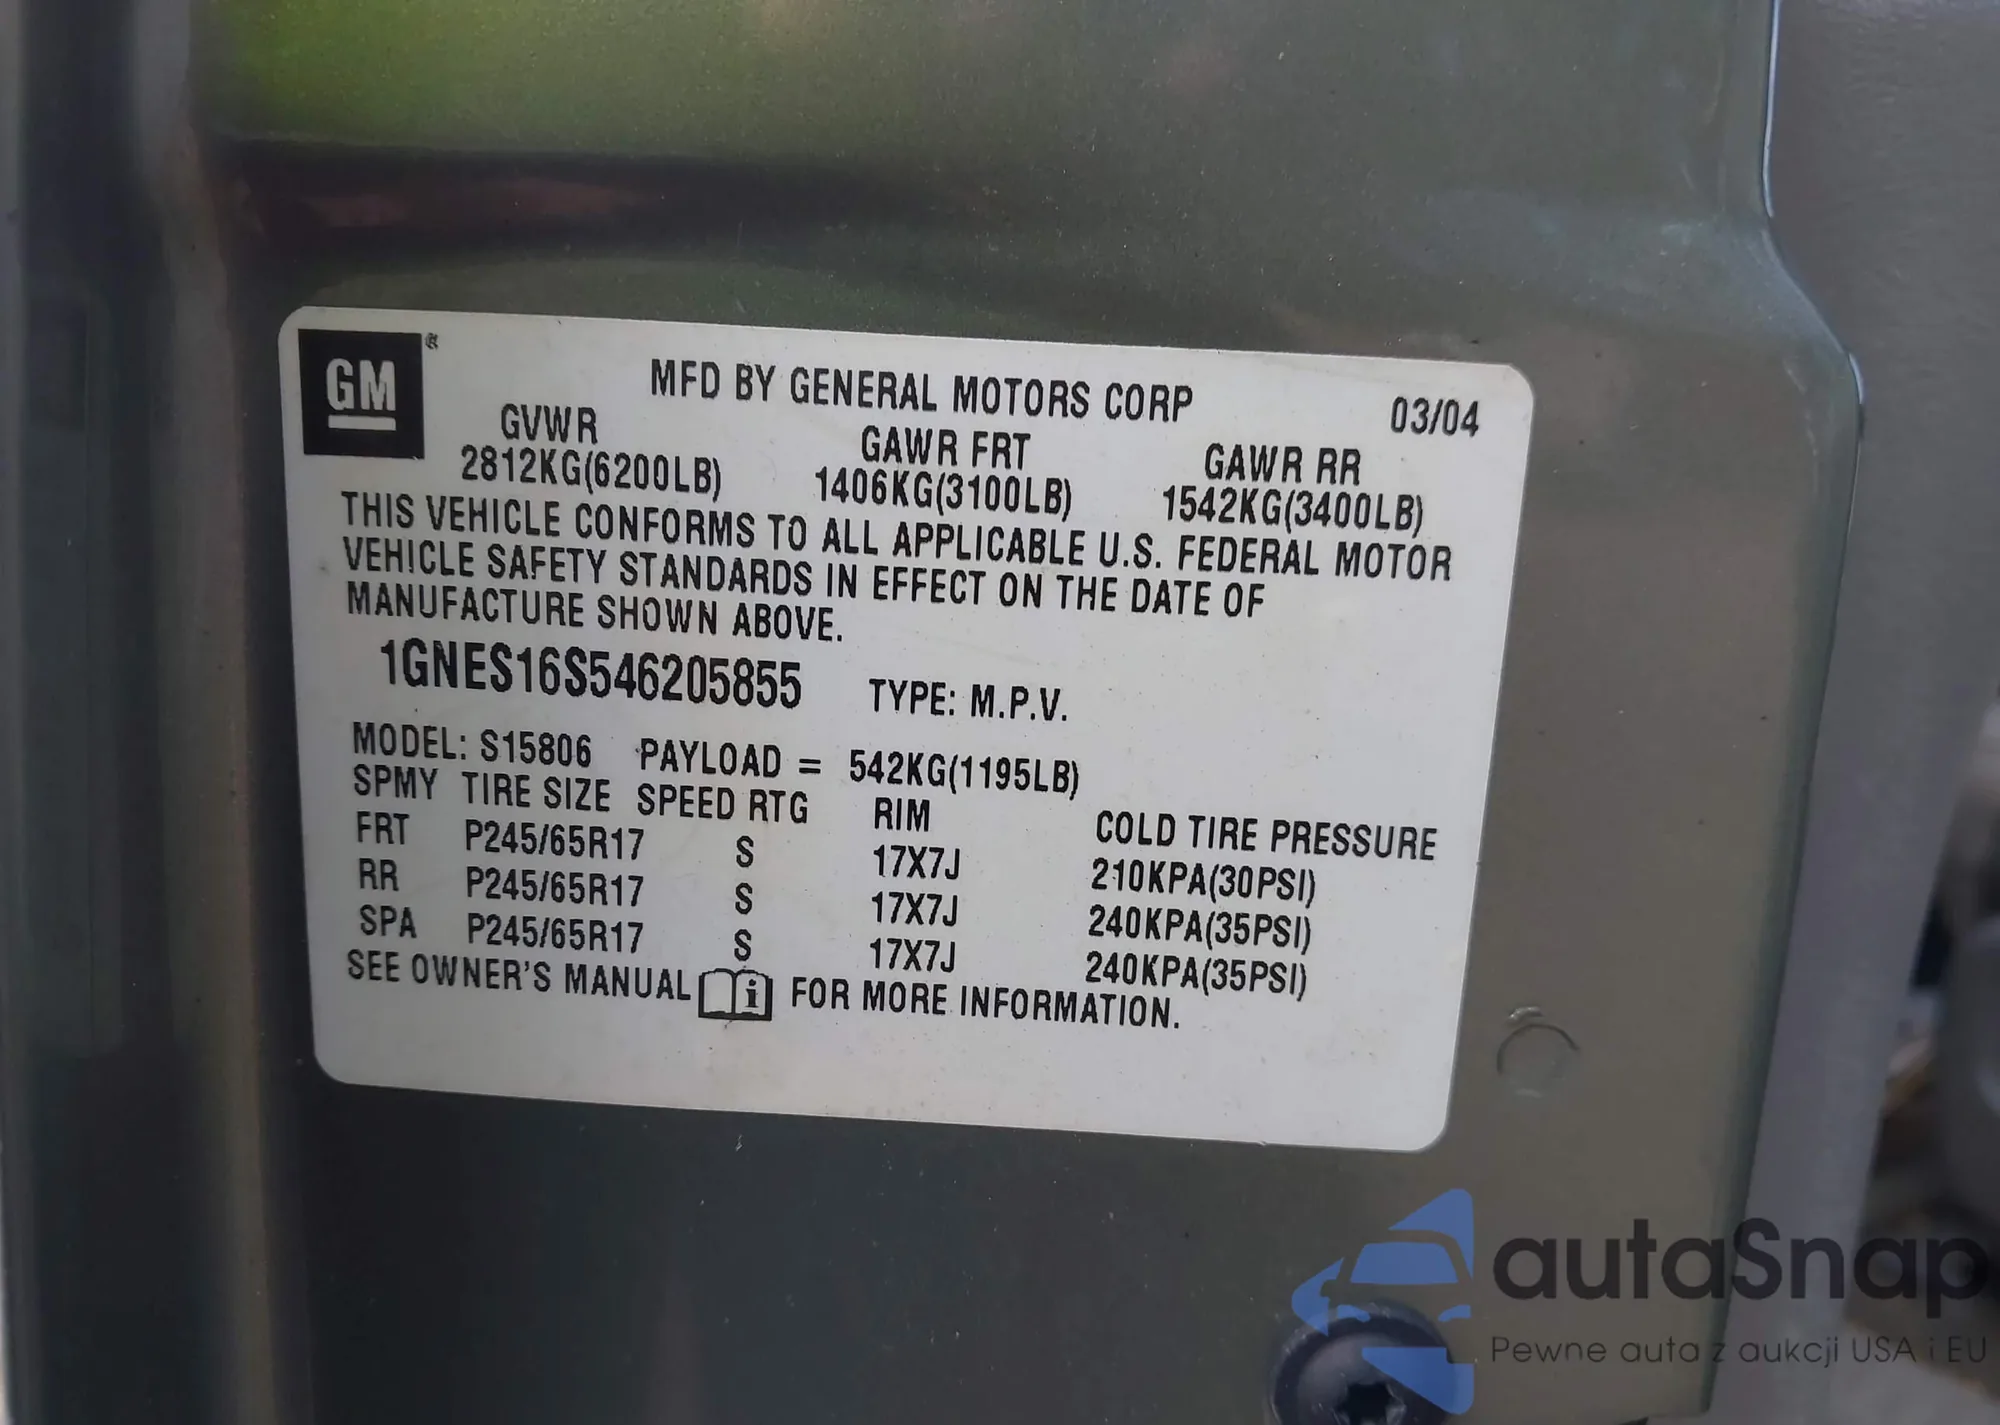 GM®
MFD BY GENERAL MOTORS CORP 03/04
GVWR GAWR FRT GAWR RR
2812KG(6200LB) 1406KG(3100LB) 1542KG(3400LB)
THIS VEHICLE CONFORMS TO ALL APPLICABLE U.S. FEDERAL MOTOR
VEHICLE SAFETY STANDARDS IN EFFECT ON THE DATE OF
MANUFACTURE SHOWN ABOVE.
1GNES16S546205855 TYPE: M.P.V.
MODEL: S15806 PAYLOAD = 542KG(1195LB)
SPMY TIRE SIZE SPEED RTG RIM COLD TIRE PRESSURE
FRT P245/65R17 S 17X7J 210KPA(30PSI)
RR P245/65R17 S 17X7J 240KPA(35PSI)
SPA P245/65R17 S 17X7J 240KPA(35PSI)
SEE OWNER'S MANUAL i FOR MORE INFORMATION.
autaSnap
Pewne auta z aukcji USA i EU